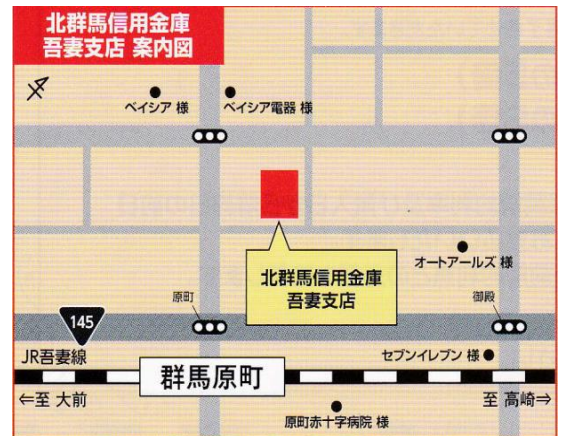 北群馬信用金庫
吾妻支店 案内図
ベイシア 様
ベイシア電器 様
北群馬信用金庫
吾妻支店
オートアールズ 様
原町
御殿
145
JR吾妻線
セブンイレブン 様
群馬原町
⇐至 大前
至 高崎⇒
原町赤十字病院 様